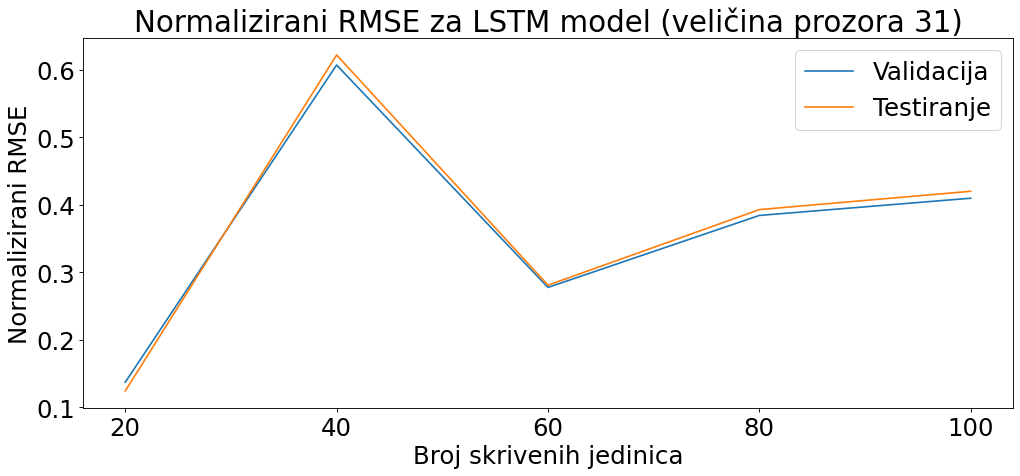 Normalizirani RMSE za LSTM model (veličina prozora 31)
Validacija
Testiranje
Normalizirani RMSE
0.6
0.5
0.4
0.3
0.2
0.1
20 40 60 80 100
Broj skrivenih jedinica